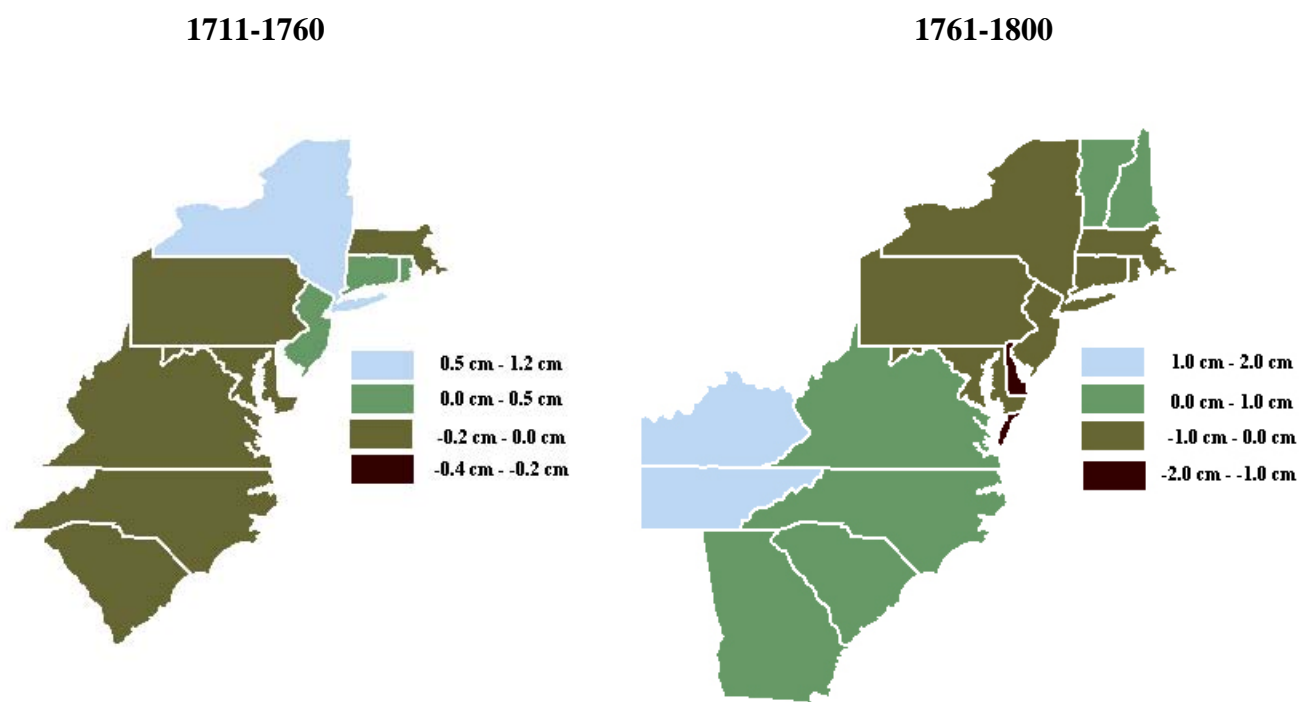 1711-1760
1761-1800
0.5 cm - 1.2 cm
0.0 cm - 0.5 cm
-0.2 cm - 0.0 cm
-0.4 cm - -0.2 cm
1.0 cm - 2.0 cm
0.0 cm - 1.0 cm
-1.0 cm - 0.0 cm
-2.0 cm - -1.0 cm